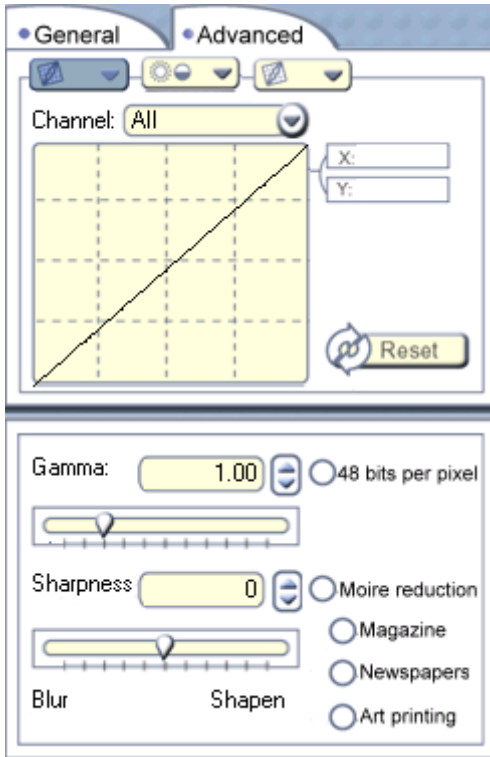 General
Advanced
Channel: All
X:
Y:
Reset
Gamma: 1.00
48 bits per pixel
Sharpness 0
Moire reduction
Magazine
Newspapers
Blur Shapen
Art printing